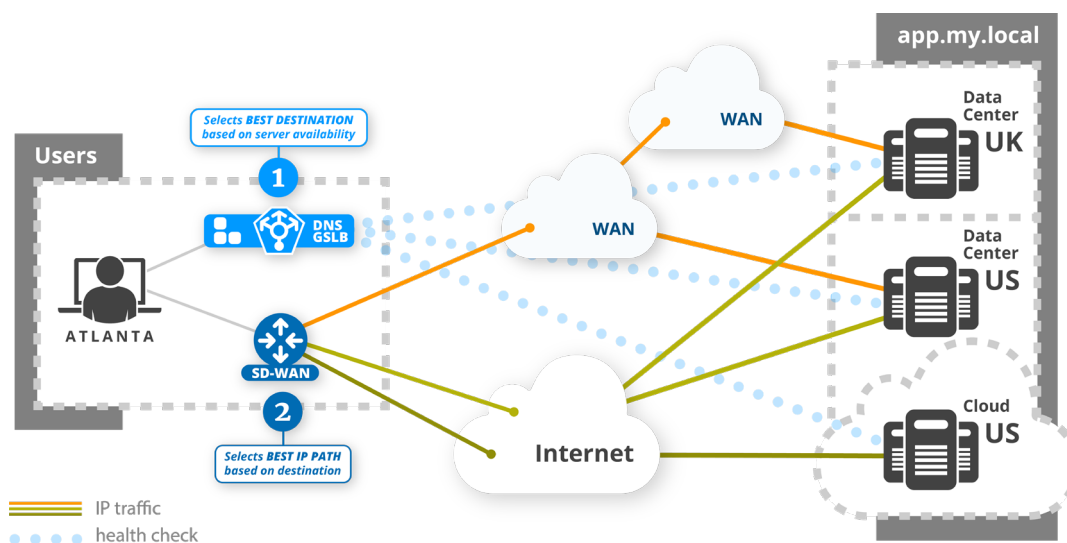 app.my.local
Users
Selects BEST DESTINATION
based on server availability
1
DNS
GSLB
ATLANTA
SD-WAN
2
Selects BEST IP PATH
based on destination
WAN
WAN
Internet
Data
Center
UK
Data
Center
US
Cloud
US
IP traffic
health check